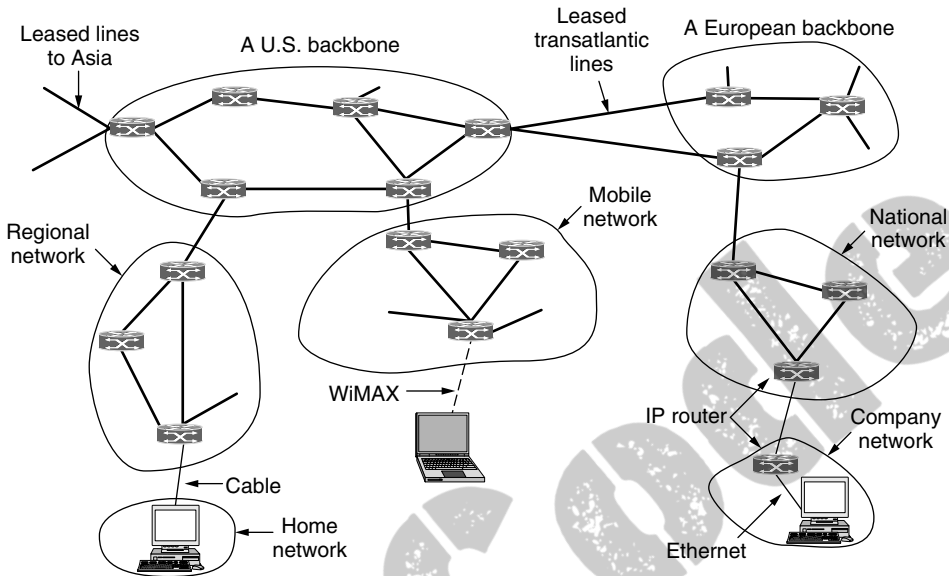 Leased lines
to Asia
A U.S. backbone
Leased
transatlantic
lines
A European backbone
Regional
network
Mobile
network
National
network
WiMAX
IP router
Company
network
Cable
Home
network
Ethernet